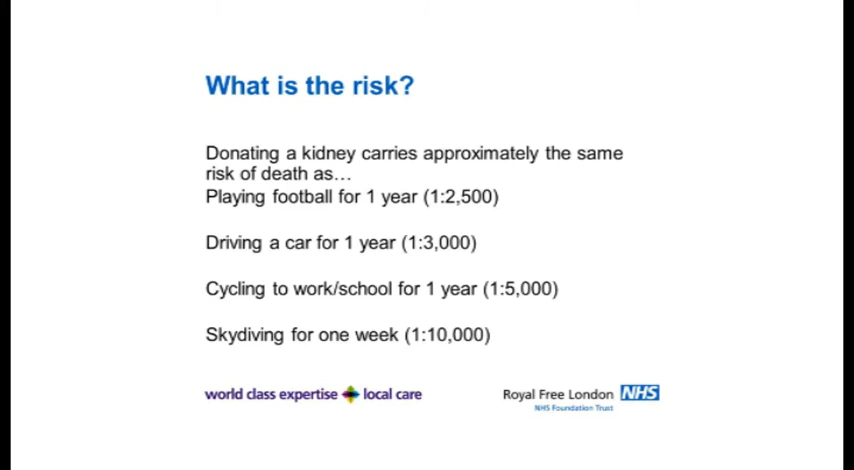 What is the risk?
Donating a kidney carries approximately the same
risk of death as…
Playing football for 1 year (1:2,500)
Driving a car for 1 year (1:3,000)
Cycling to work/school for 1 year (1:5,000)
Skydiving for one week (1:10,000)
world class expertise local care
Royal Free London NHS
NHS Foundation Trust